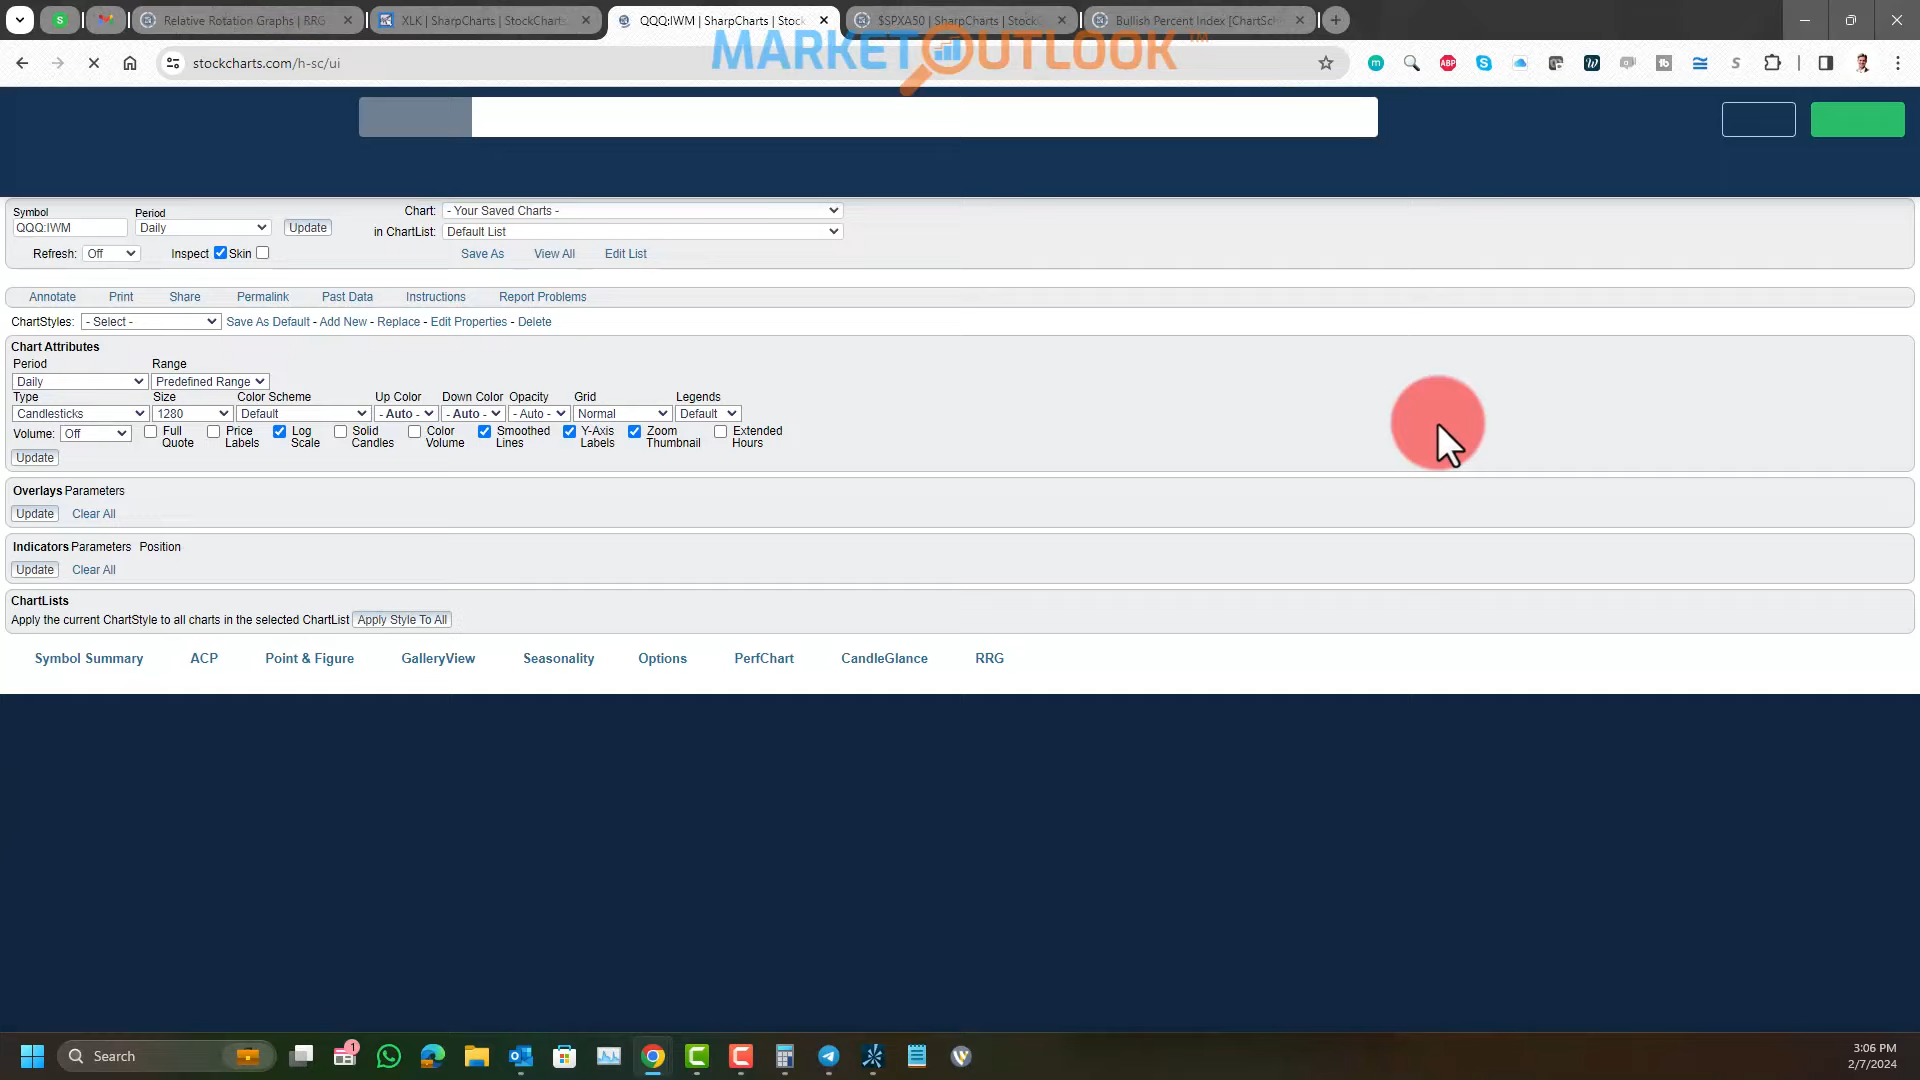 Relative Rotation Graphs | RRG
XLK | SharpCharts | StockCharts
QQQ:IWM | SharpCharts | Stock
$SPXA50 | SharpCharts | Stock
Bullish Percent Index [ChartSch
stockcharts.com/h-sc/ui
MARKETOUTLOOK™
ABP
Symbol
Period
Chart:
- Your Saved Charts -
QQQ:IWM
Daily
Update
in ChartList:
Default List
Refresh:
Off
Inspect
Skin
Save As
View All
Edit List
Annotate
Print
Share
Permalink
Past Data
Instructions
Report Problems
ChartStyles:
- Select -
Save As Default - Add New - Replace - Edit Properties - Delete
Chart Attributes
Period
Range
Daily
Predefined Range
Type
Size
Color Scheme
Up Color
Down Color
Opacity
Grid
Legends
Candlesticks
1280
Default
- Auto -
- Auto -
- Auto -
Normal
Default
Volume:
Off
Full Quote
Price Labels
Log Scale
Solid Candles
Color Volume
Smoothed Lines
Y-Axis Labels
Zoom Thumbnail
Extended Hours
Update
Overlays Parameters
Update
Clear All
Indicators Parameters Position
Update
Clear All
ChartLists
Apply the current ChartStyle to all charts in the selected ChartList
Apply Style To All
Symbol Summary
ACP
Point & Figure
GalleryView
Seasonality
Options
PerfChart
CandleGlance
RRG
Search
1
3:06 PM
2/7/2024